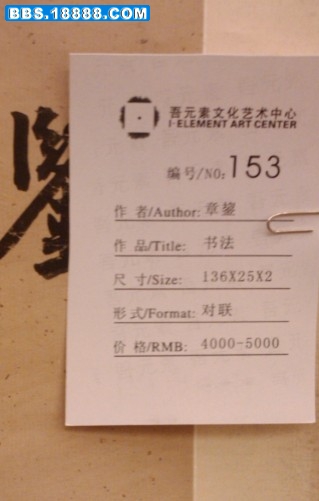 BBS.18888.COM
吾元素文化艺术中心
I-ELEMENT ART CENTER
编号/NO: 153
作 者/Author: 章鋆
作 品/Title: 书法
尺 寸/Size: 136X25X2
形式/Format: 对联
价 格/RMB: 4000-5000